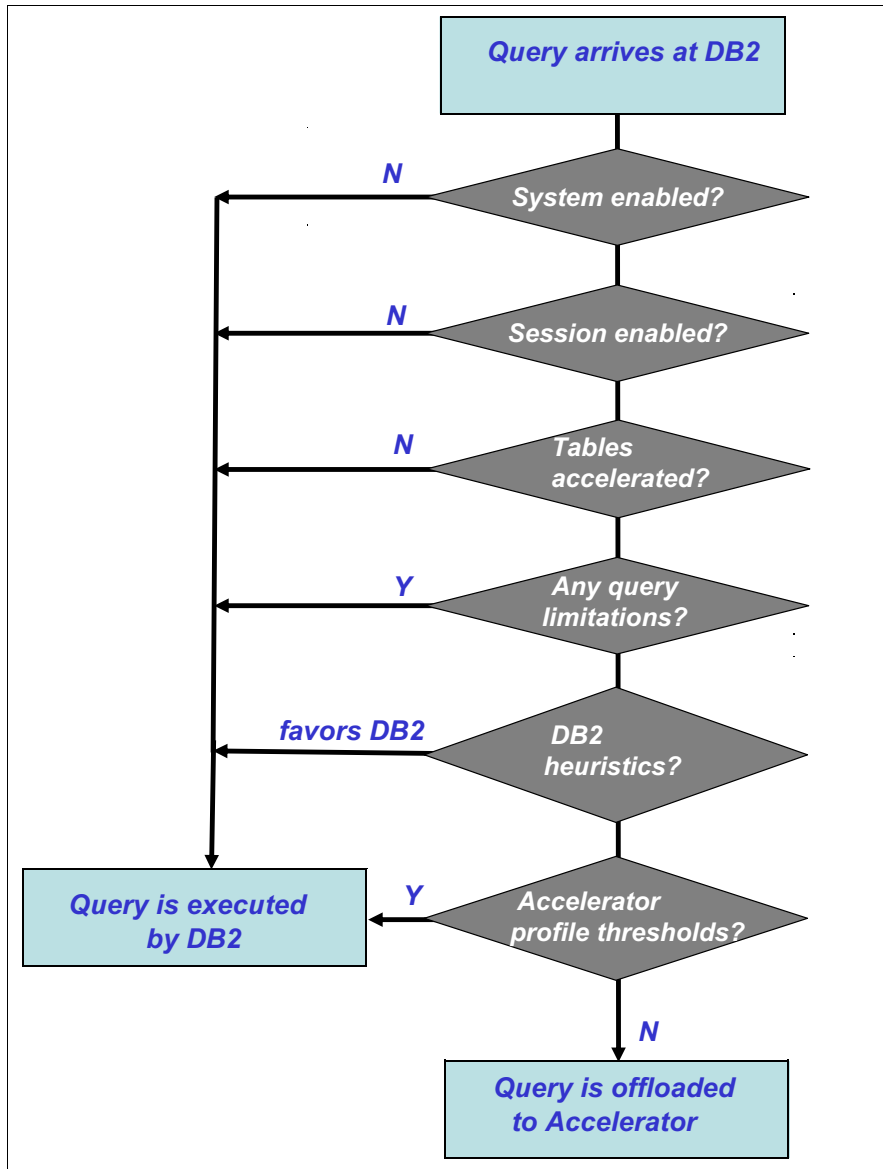 Query arrives at DB2
N
System enabled?
N
Session enabled?
N
Tables
accelerated?
Y
Any query
limitations?
favors DB2
DB2
heuristics?
Query is executed
by DB2
Y
Accelerator
profile thresholds?
N
Query is offloaded
to Accelerator